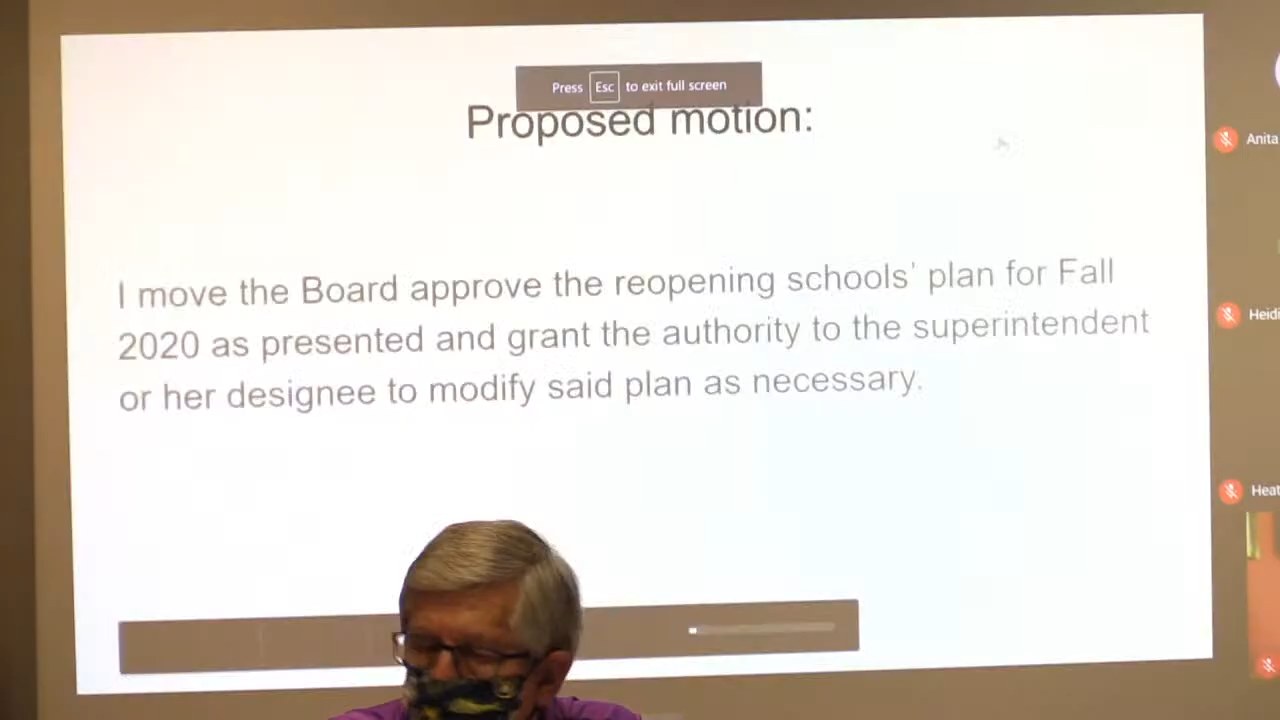 Press Esc to exit full screen
Proposed motion:
Anita
I move the Board approve the reopening schools' plan for Fall
2020 as presented and grant the authority to the superintendent
Heidi
or her designee to modify said plan as necessary.
Heat